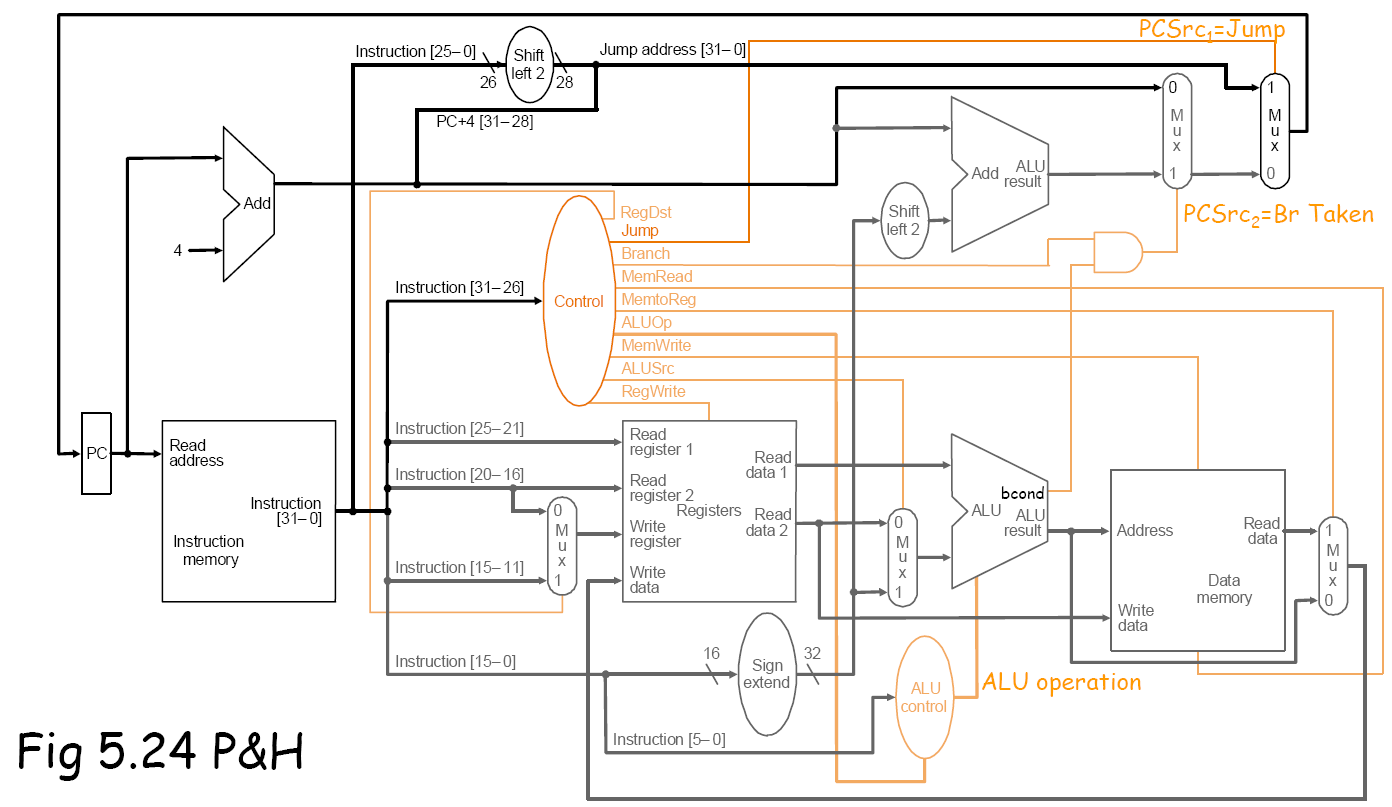 PCSrc1=Jump
Instruction [25–0]
Shift
left 2
Jump address [31–0]
26
28
PC+4 [31–28]
0
M
u
x
1
1
M
u
x
0
Add
ALU
result
Add
4
Shift
left 2
PCSrc2=Br Taken
RegDst
Jump
Branch
MemRead
MemtoReg
ALUOp
MemWrite
ALUSrc
RegWrite
Instruction [31–26]
Control
PC
Read
address
Instruction
[31–0]
Instruction
memory
Instruction [25–21]
Instruction [20–16]
Instruction [15–11]
0
M
u
x
1
Read
register 1
Read
register 2
Write
register
Write
data
Registers
Read
data 1
Read
data 2
0
M
u
x
1
bcond
ALU
ALU
result
Address
Write
data
Read
data
Data
memory
1
M
u
x
0
Instruction [15–0]
16
Sign
extend
32
ALU
control
ALU operation
Instruction [5–0]
Fig 5.24 P&H